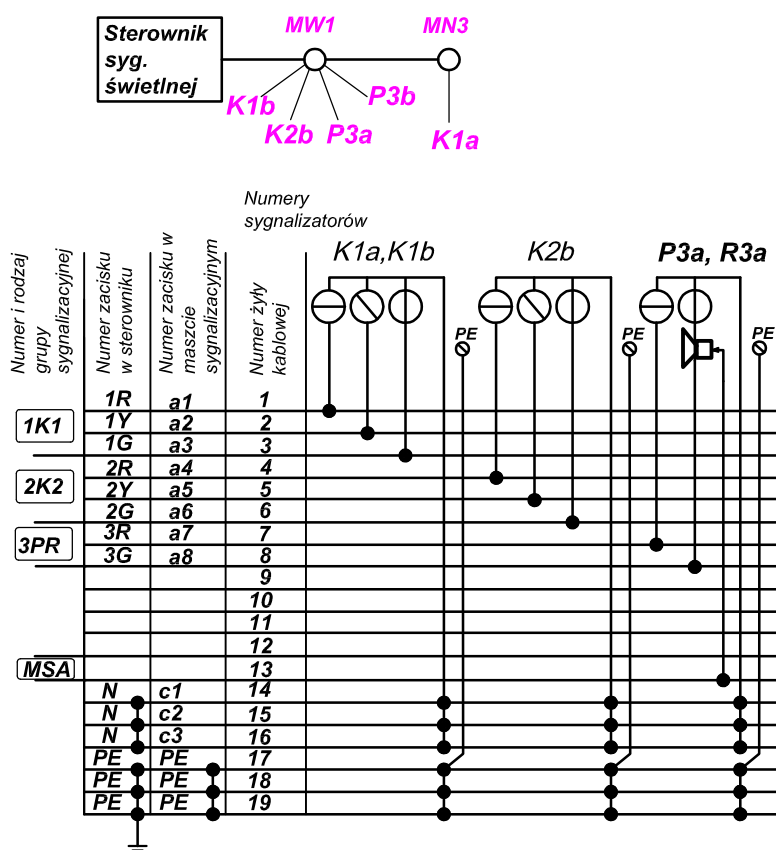 Sterownik
syg.
świetlnej
MW1
MN3
K1b
K2b
P3a
P3b
K1a
Numer i rodzaj
grupy
sygnalizacyjnej
Numer zacisku
w sterowniku
Numer zacisku w
maszcie
sygnalizacyjnym
Numery
sygnalizatorów
Numer żyły
kablowej
K1a,K1b
K2b
P3a, R3a
PE
PE
PE
1K1
1R a1 1
1Y a2 2
1G a3 3
2K2
2R a4 4
2Y a5 5
2G a6 6
3PR
3R a7 7
3G a8 8
9
10
11
12
MSA
13
N c1 14
N c2 15
N c3 16
PE PE 17
PE PE 18
PE PE 19